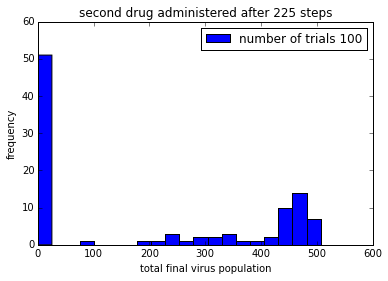 second drug administered after 225 steps
number of trials 100
60
50
40
30
20
10
0
frequency
0 100 200 300 400 500 600
total final virus population